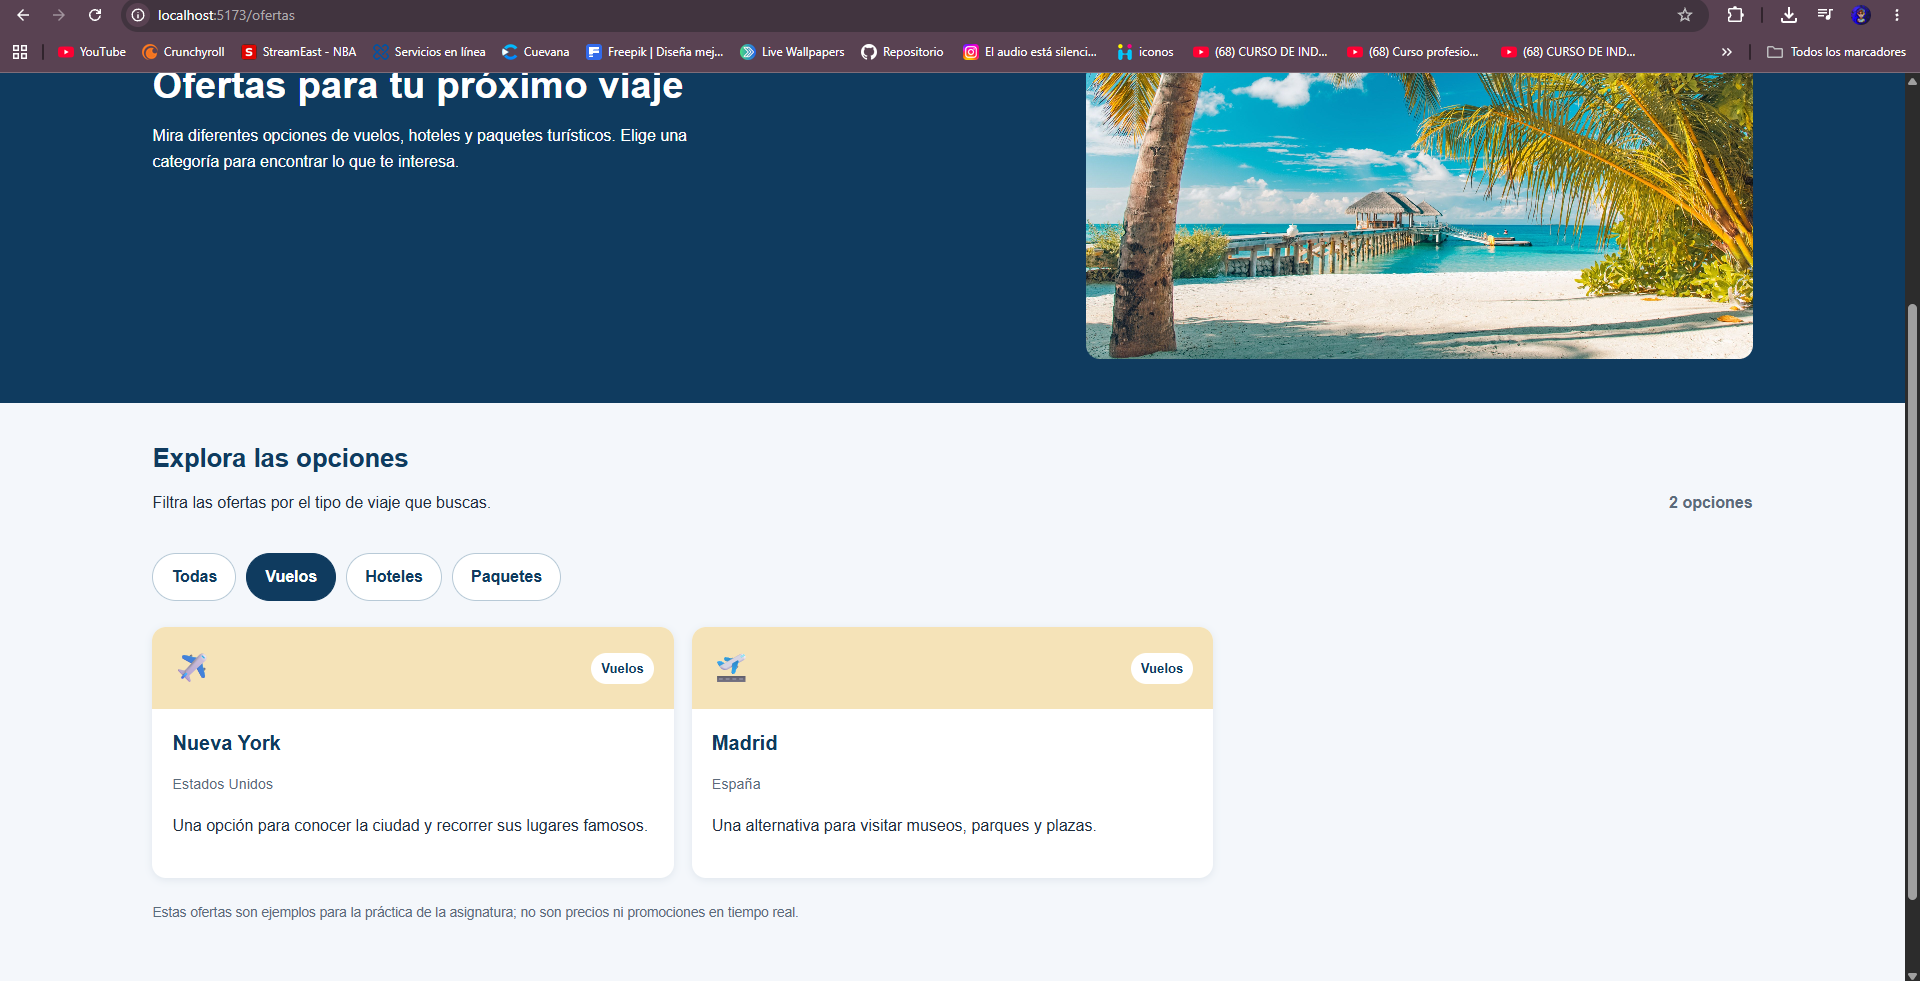 localhost:5173/ofertas
YouTube
Crunchyroll
StreamEast - NBA
Servicios en línea
Cuevana
Freepik | Diseña mej...
Live Wallpapers
Repositorio
El audio está silenci...
iconos
(68) CURSO DE IND...
(68) Curso profesio...
(68) CURSO DE IND...
Todos los marcadores
Ofertas para tu próximo viaje
Mira diferentes opciones de vuelos, hoteles y paquetes turísticos. Elige una
categoría para encontrar lo que te interesa.
Explora las opciones
Filtra las ofertas por el tipo de viaje que buscas.
2 opciones
Todas
Vuelos
Hoteles
Paquetes
Vuelos
Nueva York
Estados Unidos
Una opción para conocer la ciudad y recorrer sus lugares famosos.
Vuelos
Madrid
España
Una alternativa para visitar museos, parques y plazas.
Estas ofertas son ejemplos para la práctica de la asignatura; no son precios ni promociones en tiempo real.